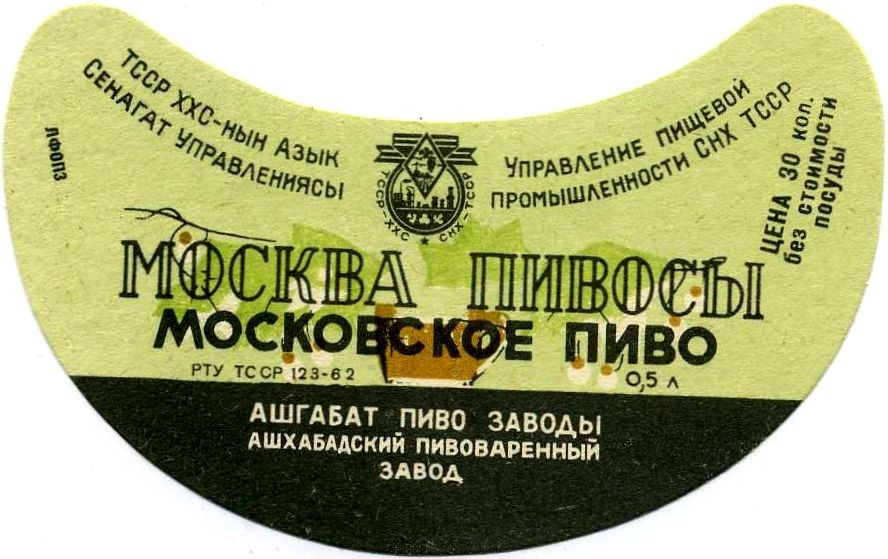 ТССР ХХС-НЫН АЗЫК
СЕНАГАТ УПРАВЛЕНИЯСЫ
УПРАВЛЕНИЕ ПИЩЕВОЙ
ПРОМЫШЛЕННОСТИ СНХ ТССР
ЛФОПЗ
ТССР-ХХС ★ СНХ-ТССР
ЦЕНА 30 коп.
без стоимости
посуды
МОСКВА ПИВОСЫ
МОСКОВСКОЕ ПИВО
РТУ ТССР 123-62
0,5 л
АШГАБАТ ПИВО ЗАВОДЫ
АШХАБАДСКИЙ ПИВОВАРЕННЫЙ
ЗАВОД